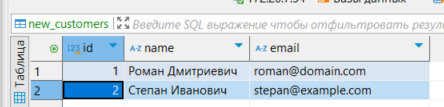 new_customers Введите SQL выражение чтобы отфильтровать
Таблица
123 id A-Z name A-Z email
1 1 Роман Дмитриевич roman@domain.com
2 2 Степан Иванович stepan@example.com